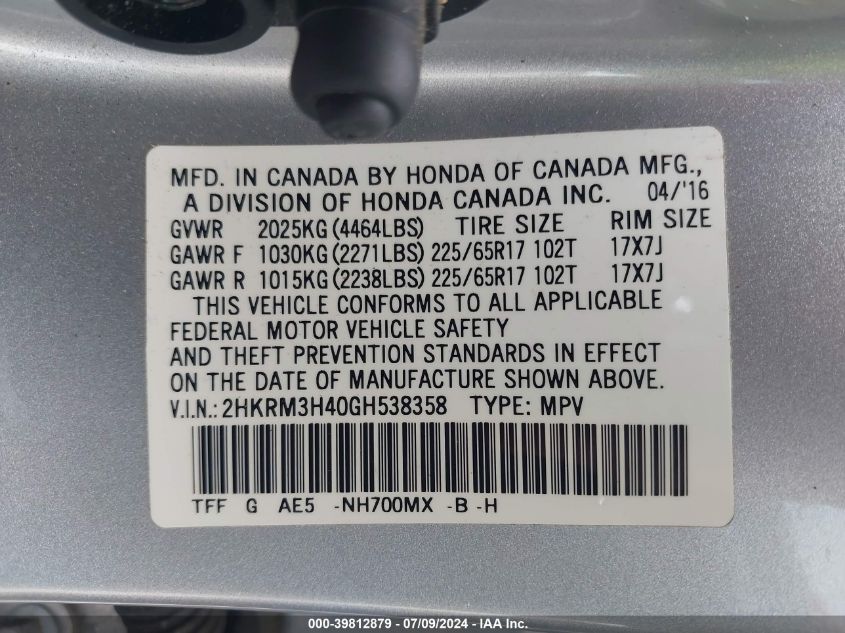 MFD. IN CANADA BY HONDA OF CANADA MFG.,
A DIVISION OF HONDA CANADA INC. 04/'16
GVWR 2025KG (4464LBS) TIRE SIZE RIM SIZE
GAWR F 1030KG (2271LBS) 225/65R17 102T 17X7J
GAWR R 1015KG (2238LBS) 225/65R17 102T 17X7J
THIS VEHICLE CONFORMS TO ALL APPLICABLE
FEDERAL MOTOR VEHICLE SAFETY
AND THEFT PREVENTION STANDARDS IN EFFECT
ON THE DATE OF MANUFACTURE SHOWN ABOVE.
V.I.N.: 2HKRM3H40GH538358 TYPE: MPV
TFF G AE5 -NH700MX -B -H
000-39812879 / 07/09/2024 - IAA Inc.